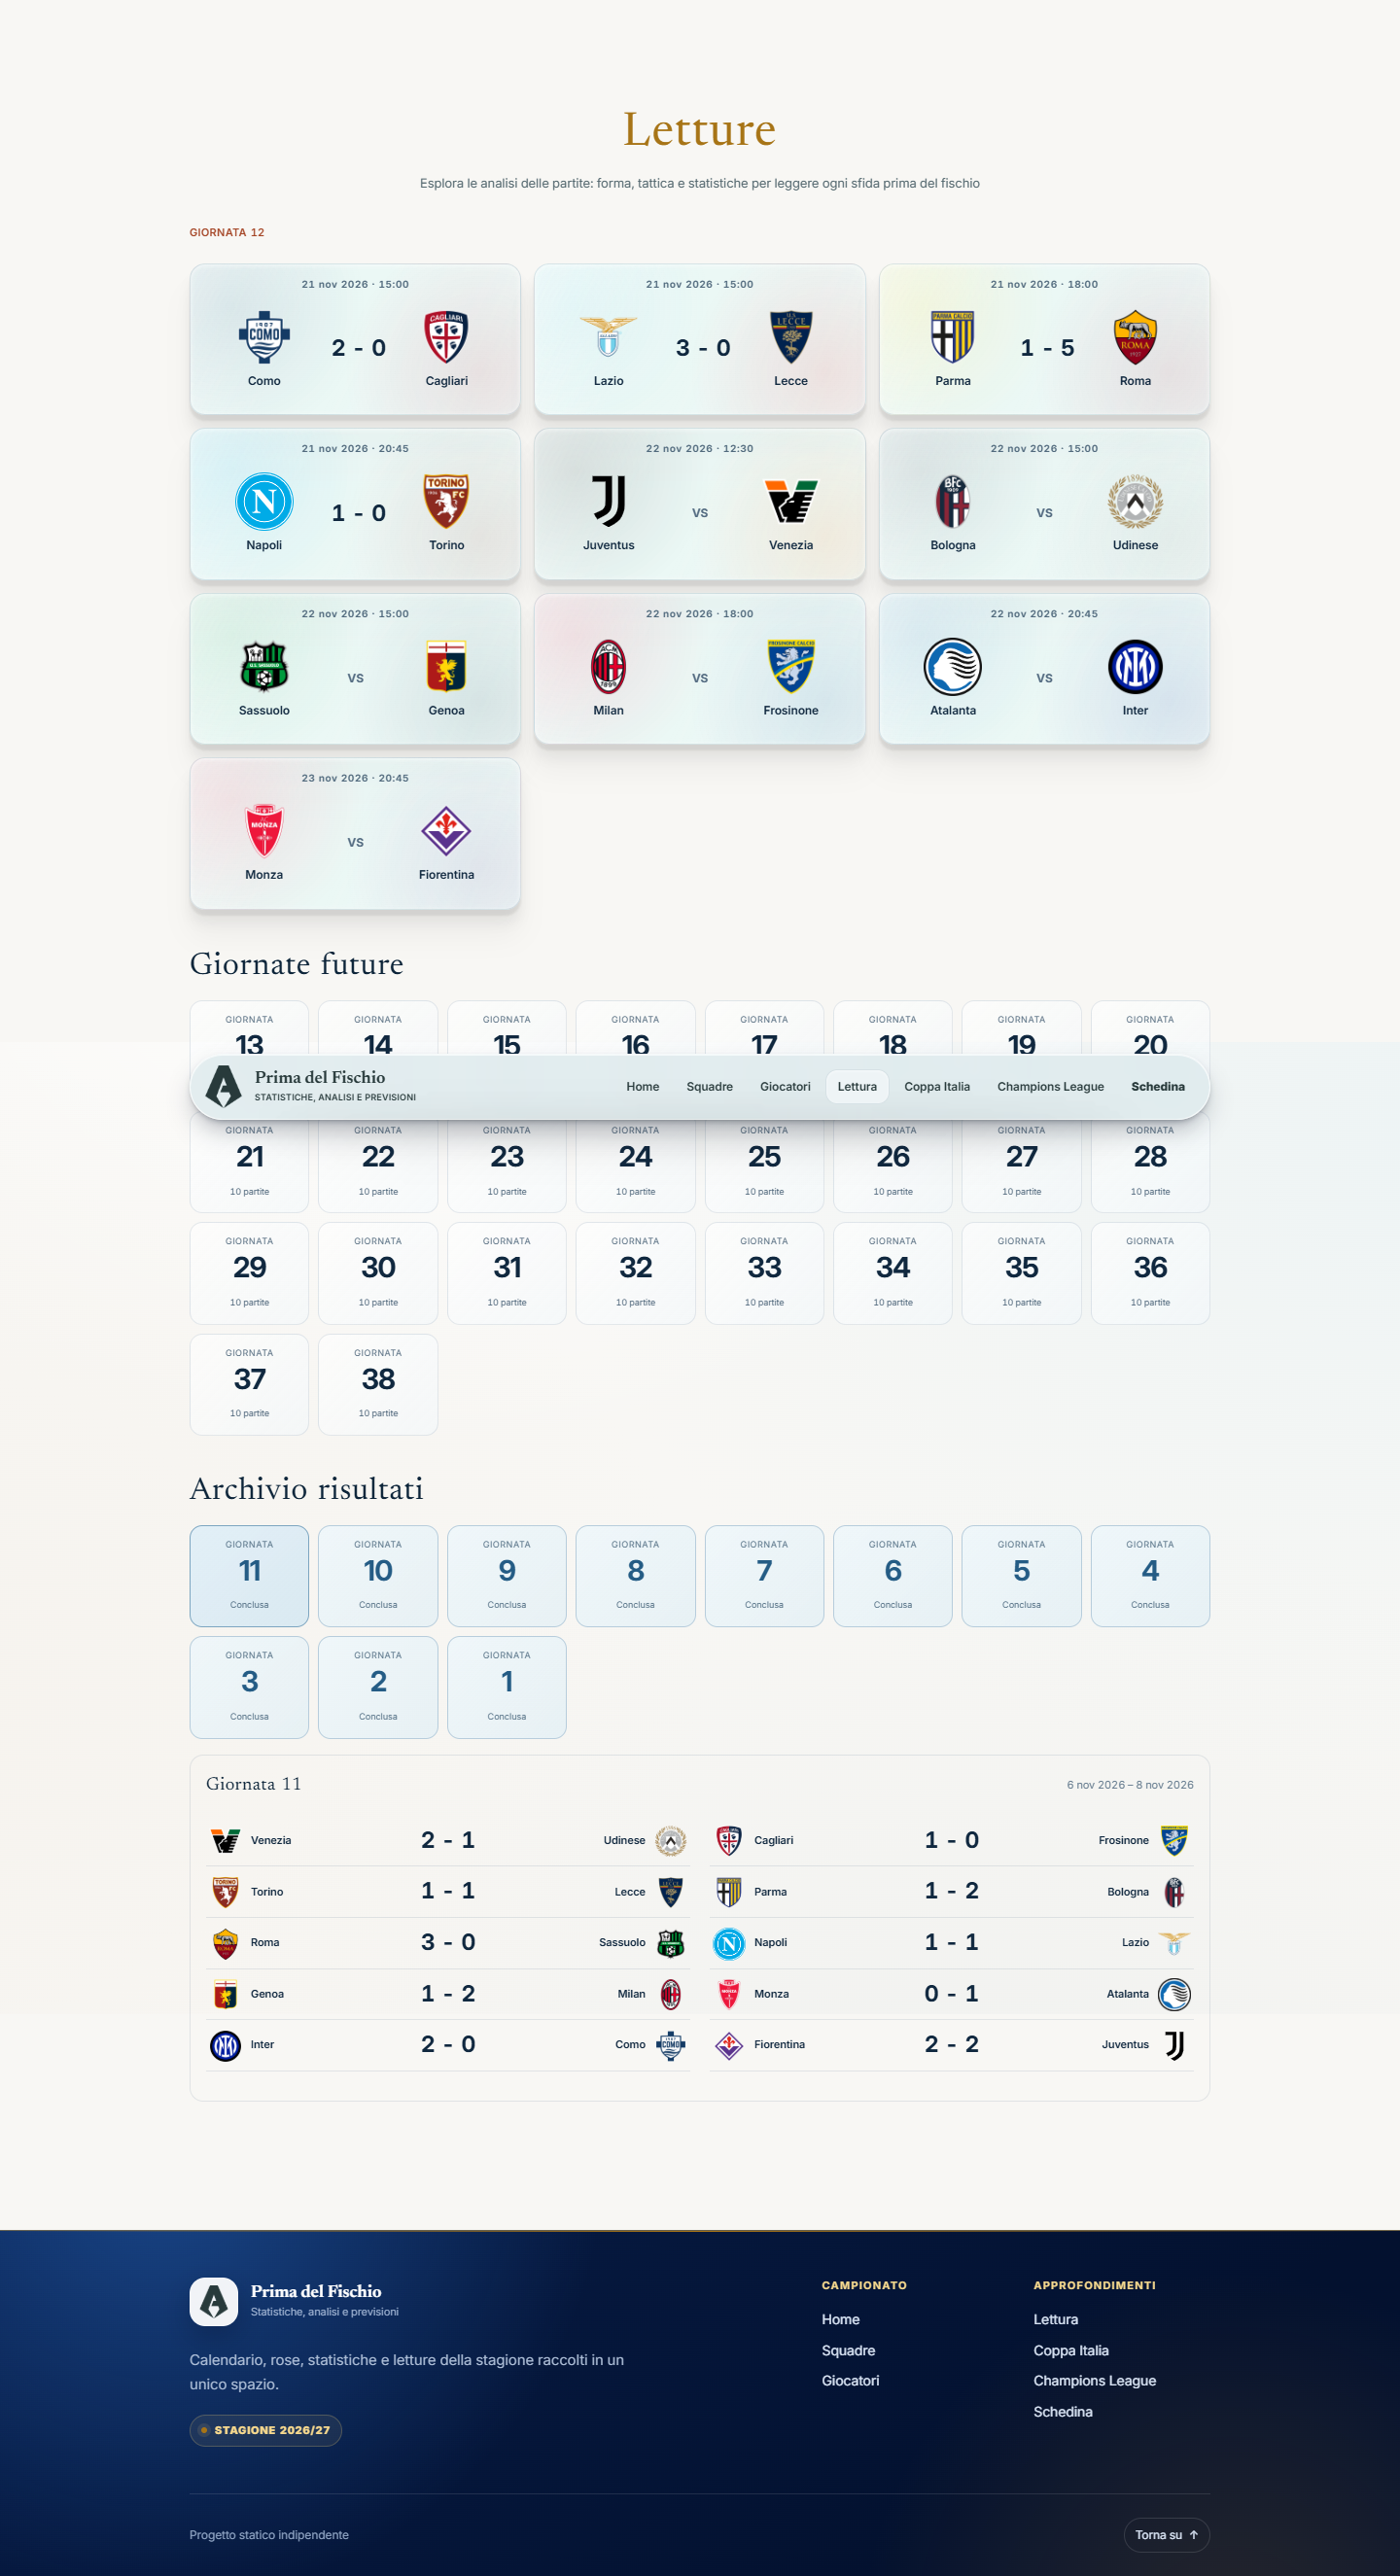 Letture
Esplora le analisi delle partite: forma, tattica e statistiche per leggere ogni sfida prima del fischio
GIORNATA 12
21 nov 2026 · 15:00
Como
2 - 0
Cagliari
21 nov 2026 · 15:00
Lazio
3 - 0
Lecce
21 nov 2026 · 18:00
Parma
1 - 5
Roma
21 nov 2026 · 20:45
Napoli
1 - 0
Torino
22 nov 2026 · 12:30
Juventus
VS
Venezia
22 nov 2026 · 15:00
Bologna
VS
Udinese
22 nov 2026 · 15:00
Sassuolo
VS
Genoa
22 nov 2026 · 18:00
Milan
VS
Frosinone
22 nov 2026 · 20:45
Atalanta
VS
Inter
23 nov 2026 · 20:45
Monza
VS
Fiorentina
Giornate future
GIORNATA
13
GIORNATA
14
GIORNATA
15
GIORNATA
16
GIORNATA
17
GIORNATA
18
GIORNATA
19
GIORNATA
20
Prima del Fischio
STATISTICHE, ANALISI E PREVISIONI
Home Squadre Giocatori Lettura Coppa Italia Champions League Schedina
GIORNATA
21
10 partite
GIORNATA
22
10 partite
GIORNATA
23
10 partite
GIORNATA
24
10 partite
GIORNATA
25
10 partite
GIORNATA
26
10 partite
GIORNATA
27
10 partite
GIORNATA
28
10 partite
GIORNATA
29
10 partite
GIORNATA
30
10 partite
GIORNATA
31
10 partite
GIORNATA
32
10 partite
GIORNATA
33
10 partite
GIORNATA
34
10 partite
GIORNATA
35
10 partite
GIORNATA
36
10 partite
GIORNATA
37
10 partite
GIORNATA
38
10 partite
Archivio risultati
GIORNATA
11
Conclusa
GIORNATA
10
Conclusa
GIORNATA
9
Conclusa
GIORNATA
8
Conclusa
GIORNATA
7
Conclusa
GIORNATA
6
Conclusa
GIORNATA
5
Conclusa
GIORNATA
4
Conclusa
GIORNATA
3
Conclusa
GIORNATA
2
Conclusa
GIORNATA
1
Conclusa
Giornata 11
6 nov 2026 – 8 nov 2026
Venezia 2 - 1 Udinese
Cagliari 1 - 0 Frosinone
Torino 1 - 1 Lecce
Parma 1 - 2 Bologna
Roma 3 - 0 Sassuolo
Napoli 1 - 1 Lazio
Genoa 1 - 2 Milan
Monza 0 - 1 Atalanta
Inter 2 - 0 Como
Fiorentina 2 - 2 Juventus
Prima del Fischio
Statistiche, analisi e previsioni
Calendario, rose, statistiche e letture della stagione raccolti in un
unico spazio.
STAGIONE 2026/27
CAMPIONATO
Home
Squadre
Giocatori
APPROFONDIMENTI
Lettura
Coppa Italia
Champions League
Schedina
Progetto statico indipendente
Torna su ↑